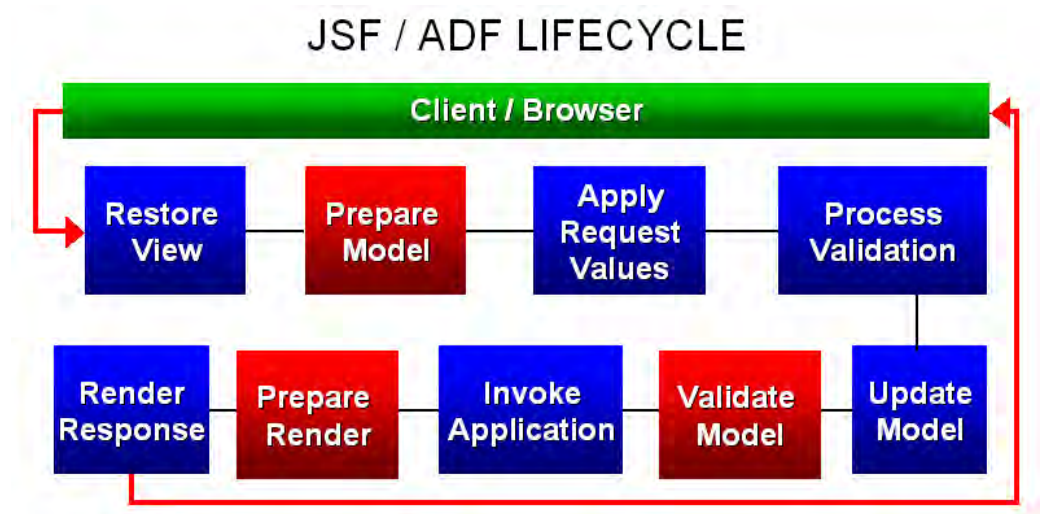 JSF / ADF LIFECYCLE
Client / Browser
Restore
View
Prepare
Model
Apply
Request
Values
Process
Validation
Render
Response
Prepare
Render
Invoke
Application
Validate
Model
Update
Model